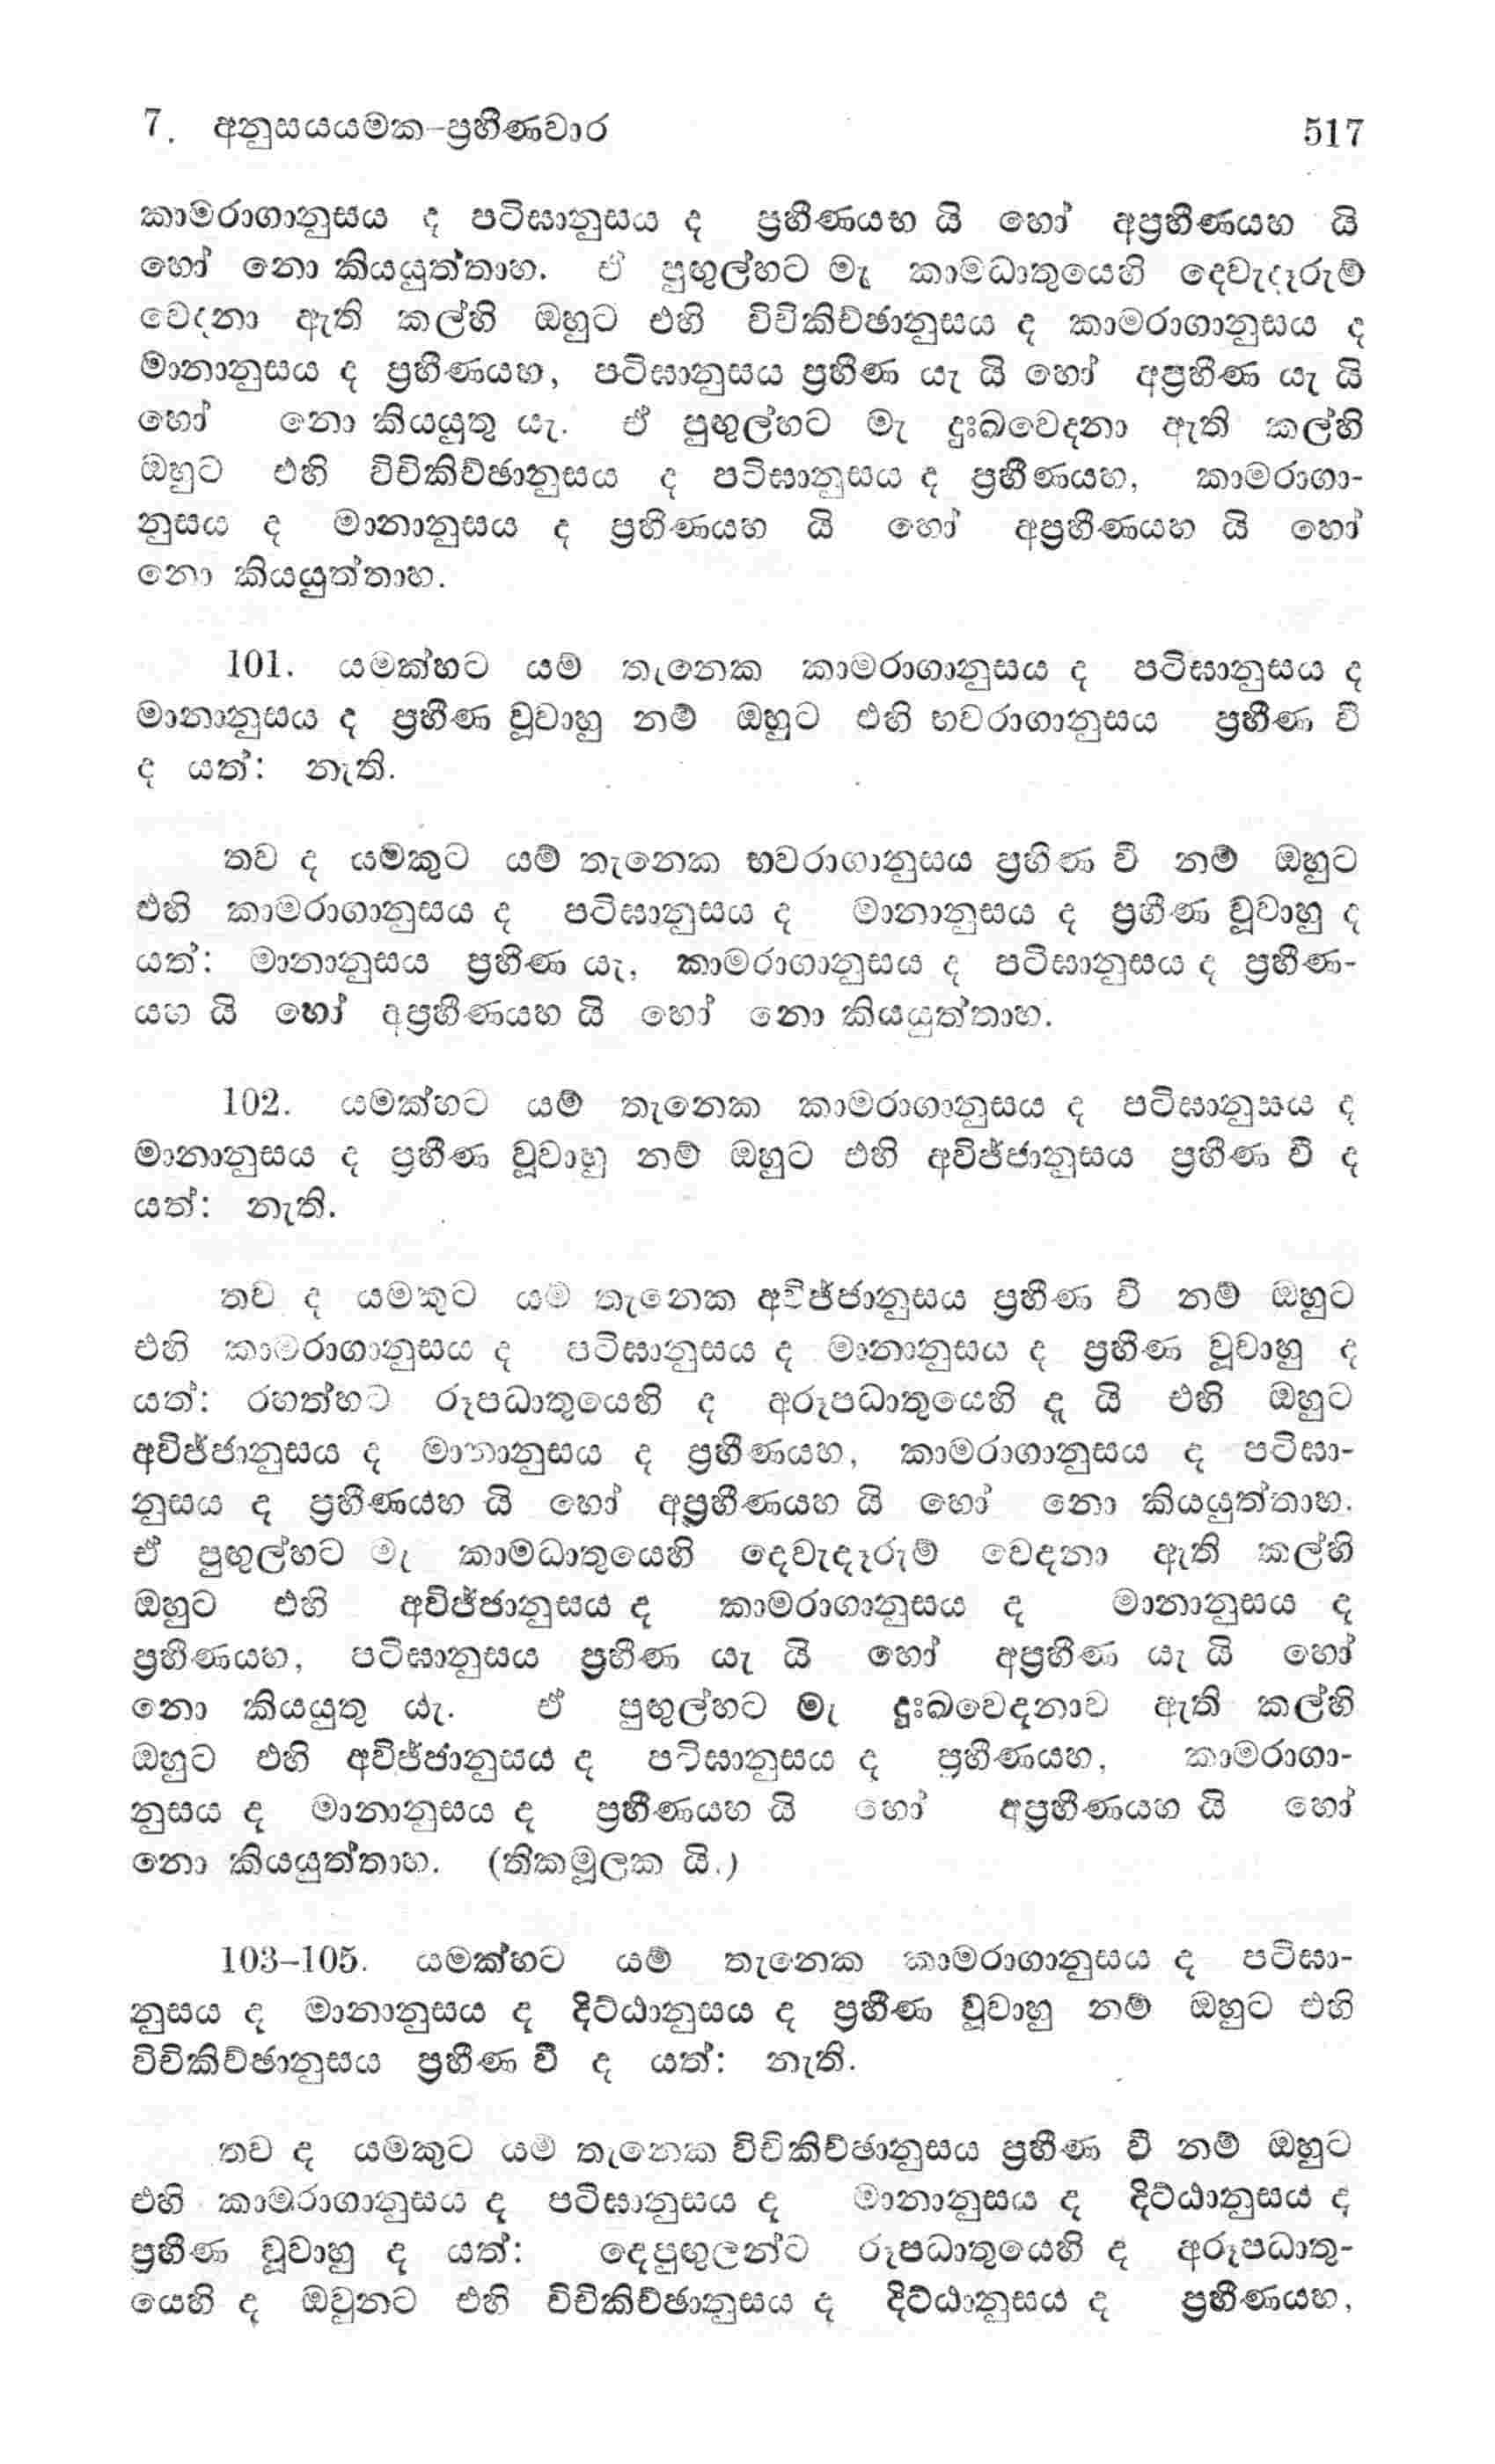 7. අනුසයයමක-ප්‍රහීණවාර 517
කාමරාගානුසය ද පටිඝානුසය ද ප්‍රහීණයහ යි හෝ අප්‍රහීණයහ යි
හෝ නො කියයුත්තාහ. ඒ පුඟුල්හට මැ කාමධාතුයෙහි දෙවැදෑරුම්
වෙදනා ඇති කල්හි ඔහුට එහි විචිකිච්ඡානුසය ද කාමරාගානුසය ද
මානානුසය ද ප්‍රහීණයහ, පටිඝානුසය ප්‍රහීණ යැ යි හෝ අප්‍රහීණ යැ යි
හෝ නො කියයුතු යැ. ඒ පුඟුල්හට මැ දුඃඛවෙදනා ඇති කල්හි
ඔහුට එහි විචිකිච්ඡානුසය ද පටිඝානුසය ද ප්‍රහීණයහ, කාමරාගා-
නුසය ද මානානුසය ද ප්‍රහීණයහ යි හෝ අප්‍රහීණයහ යි හෝ
නො කියයුත්තාහ.
101. යමක්හට යම් තැනෙක කාමරාගානුසය ද පටිඝානුසය ද
මානානුසය ද ප්‍රහීණ වූවාහු නම් ඔහුට එහි භවරාගානුසය ප්‍රහීණ වී
ද යත්: නැති.
තව ද යමකුට යම් තැනෙක භවරාගානුසය ප්‍රහීණ වී නම් ඔහුට
එහි කාමරාගානුසය ද පටිඝානුසය ද මානානුසය ද ප්‍රහීණ වූවාහු ද
යත්: මානානුසය ප්‍රහීණ යැ, කාමරාගානුසය ද පටිඝානුසය ද ප්‍රහීණ-
යහ යි හෝ අප්‍රහීණයහ යි හෝ නො කියයුත්තාහ.
102. යමක්හට යම් තැනෙක කාමරාගානුසය ද පටිඝානුසය ද
මානානුසය ද ප්‍රහීණ වූවාහු නම් ඔහුට එහි අවිජ්ජානුසය ප්‍රහීණ වී ද
යත්: නැති.
තව ද යමකුට යම් තැනෙක අවිජ්ජානුසය ප්‍රහීණ වී නම් ඔහුට
එහි කාමරාගානුසය ද පටිඝානුසය ද මානානුසය ද ප්‍රහීණ වූවාහු ද
යත්: රහත්හට රූපධාතුයෙහි ද අරූපධාතුයෙහි දැ යි එහි ඔහුට
අවිජ්ජානුසය ද මානානුසය ද ප්‍රහීණයහ, කාමරාගානුසය ද පටිඝා-
නුසය ද ප්‍රහීණයහ යි හෝ අප්‍රහීණයහ යි හෝ නො කියයුත්තාහ.
ඒ පුඟුල්හට මැ කාමධාතුයෙහි දෙවැදෑරුම් වෙදනා ඇති කල්හි
ඔහුට එහි අවිජ්ජානුසය ද කාමරාගානුසය ද මානානුසය ද
ප්‍රහීණයහ, පටිඝානුසය ප්‍රහීණ යැ යි හෝ අප්‍රහීණ යැ යි හෝ
නො කියයුතු යැ. ඒ පුඟුල්හට මැ දුඃඛවෙදනාව ඇති කල්හි
ඔහුට එහි අවිජ්ජානුසය ද පටිඝානුසය ද ප්‍රහීණයහ, කාමරාගා-
නුසය ද මානානුසය ද ප්‍රහීණයහ යි හෝ අප්‍රහීණයහ යි හෝ
නො කියයුත්තාහ. (තිකමූලක යි.)
103-105. යමක්හට යම් තැනෙක කාමරාගානුසය ද පටිඝා-
නුසය ද මානානුසය ද දිට්ඨානුසය ද ප්‍රහීණ වූවාහු නම් ඔහුට එහි
විචිකිච්ඡානුසය ප්‍රහීණ වී ද යත්: නැති.
තව ද යමකුට යම් තැනෙක විචිකිච්ඡානුසය ප්‍රහීණ වී නම් ඔහුට
එහි කාමරාගානුසය ද පටිඝානුසය ද මානානුසය ද දිට්ඨානුසය ද
ප්‍රහීණ වූවාහු ද යත්: දෙපුඟුලන්ට රූපධාතුයෙහි ද අරූපධාතු-
යෙහි ද ඔවුනට එහි විචිකිච්ඡානුසය ද දිට්ඨානුසය ද ප්‍රහීණයහ,